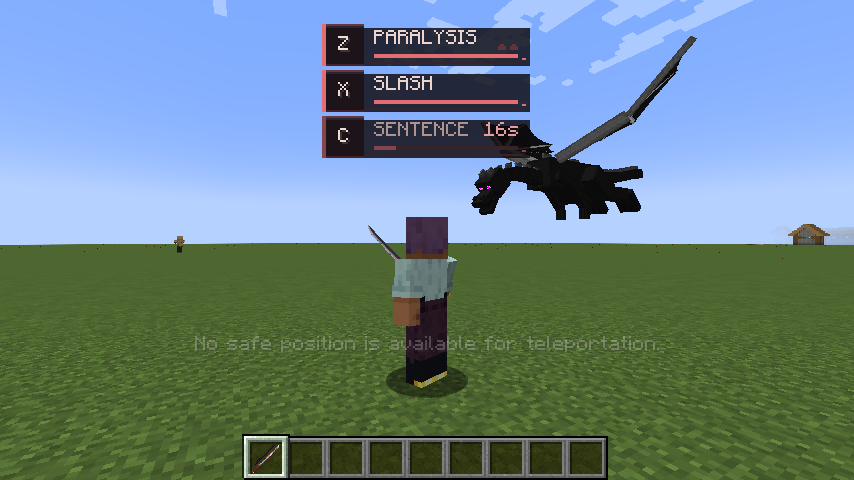 Z PARALYSIS
X SLASH
C SENTENCE 16s
No safe position is available for teleportation.